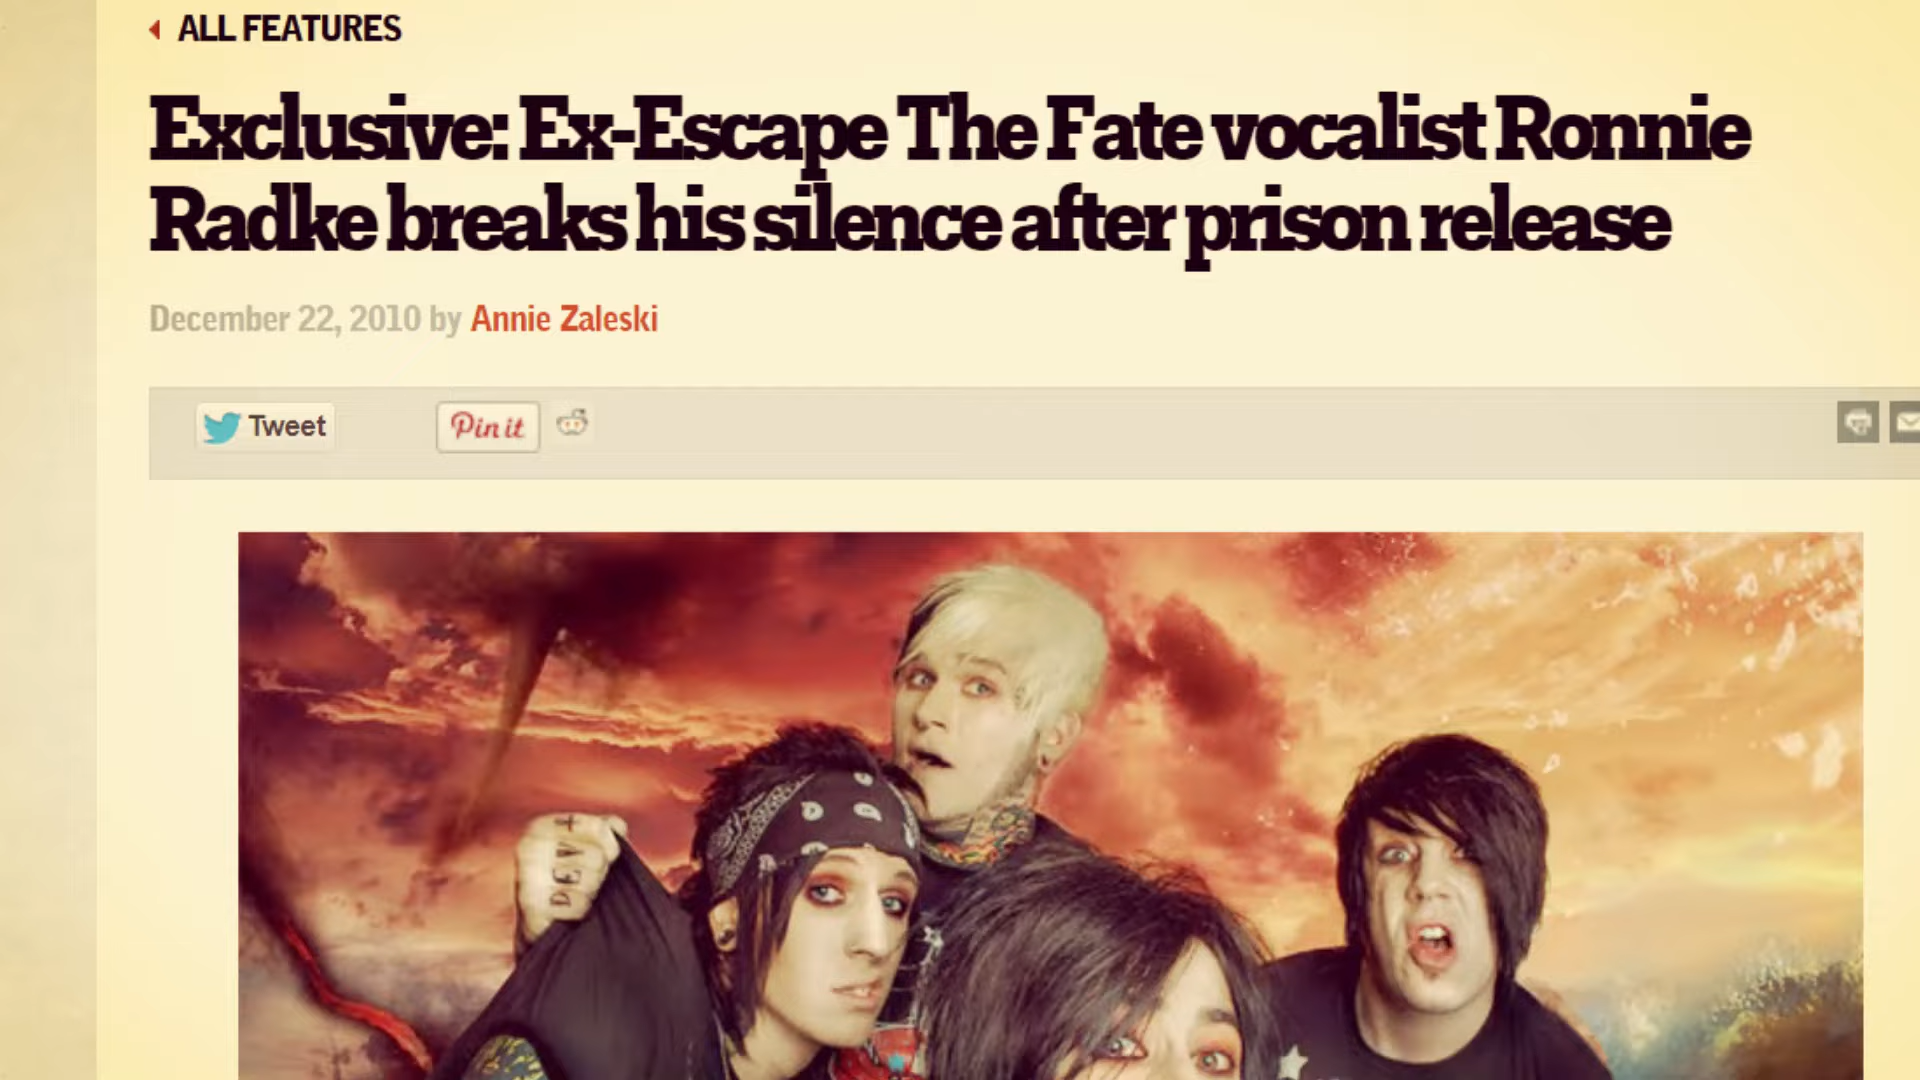 ALL FEATURES
Exclusive: Ex-Escape The Fate vocalist Ronnie
Radke breaks his silence after prison release
December 22, 2010 by Annie Zaleski
Tweet
Pin it